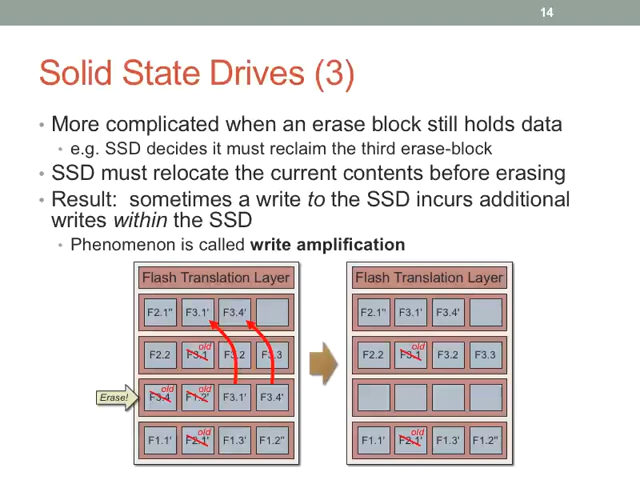 14
Solid State Drives (3)
• More complicated when an erase block still holds data
• e.g. SSD decides it must reclaim the third erase-block
• SSD must relocate the current contents before erasing
• Result: sometimes a write to the SSD incurs additional
writes within the SSD
• Phenomenon is called write amplification
Flash Translation Layer
F2.1'' F3.1' F3.4'
F2.2 F3.1 old F3.2 F3.3
Erase! F3.4 old F1.2' old F3.1' F3.4'
F1.1' F2.1' old F1.3' F1.2''
Flash Translation Layer
F2.1'' F3.1' F3.4'
F2.2 F3.1 old F3.2 F3.3
F1.1' F2.1' old F1.3' F1.2''